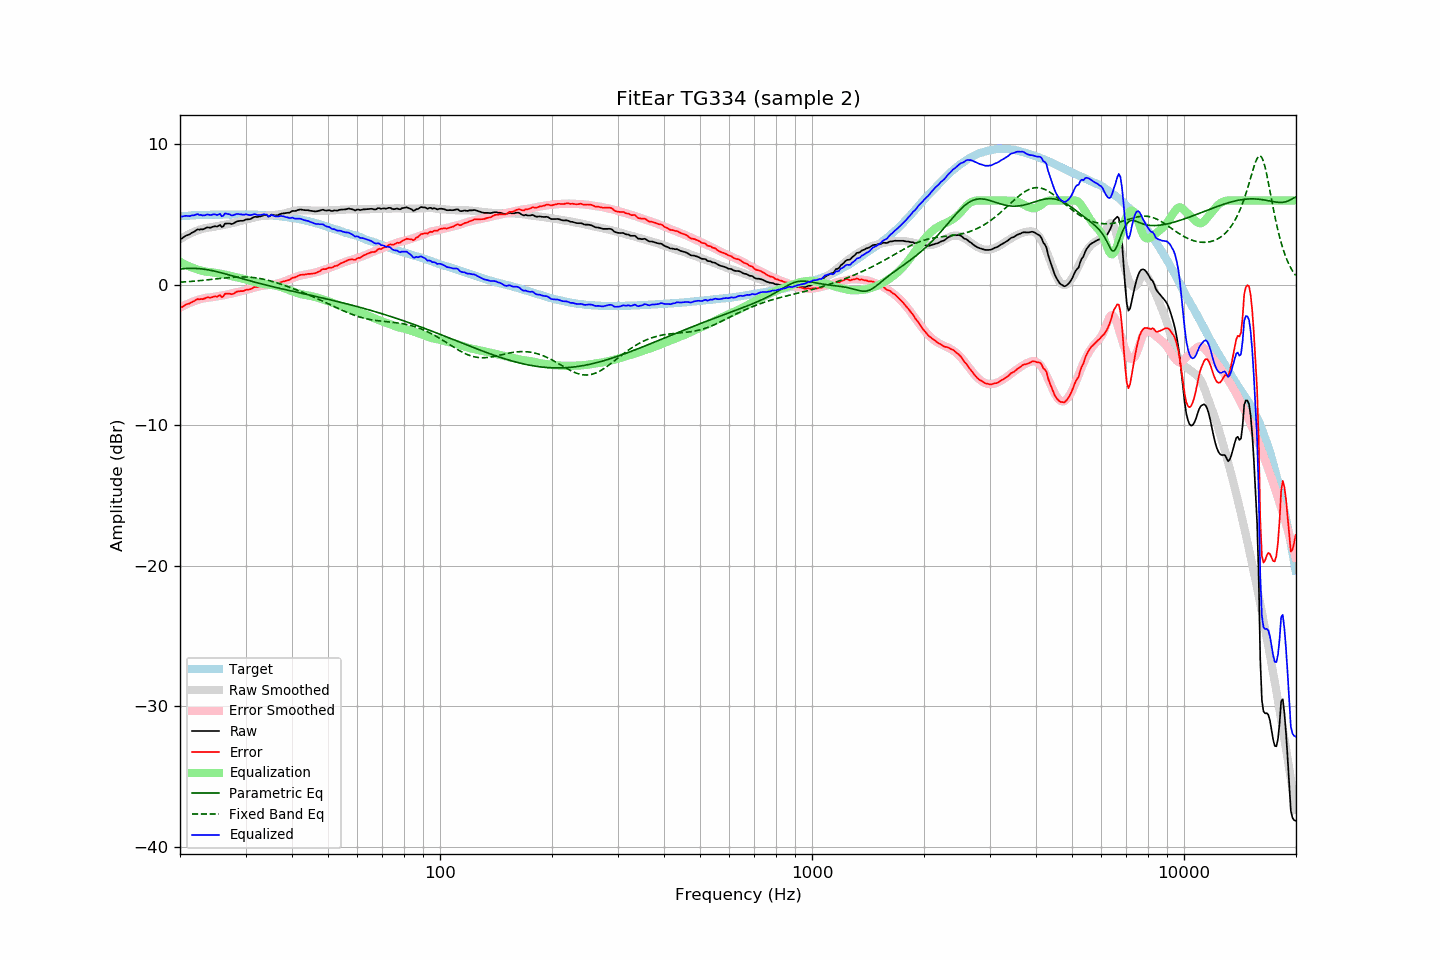 FitEar TG334 (sample 2)
10
0
−10
−20
−30
−40
Amplitude (dBr)
Target
Raw Smoothed
Error Smoothed
Raw
Error
Equalization
Parametric Eq
Fixed Band Eq
Equalized
100
1000
10000
Frequency (Hz)